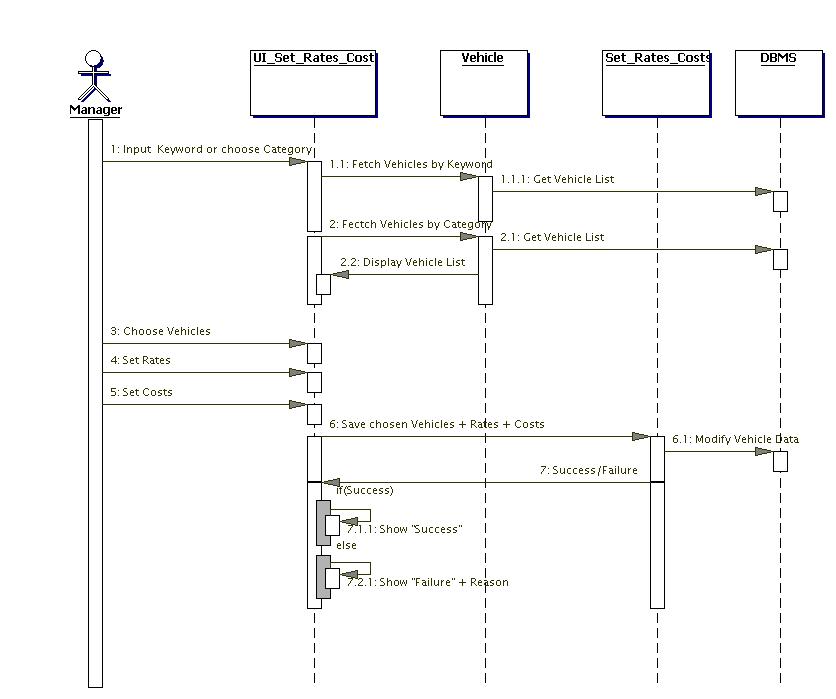 UI_Set_Rates_Cost
Vehicle
Set_Rates_Costs
DBMS
Manager
1: Input Keyword or choose Category
1.1: Fetch Vehicles by Keyword
1.1.1: Get Vehicle List
2: Fectch Vehicles by Category
2.1: Get Vehicle List
2.2: Display Vehicle List
3: Choose Vehicles
4: Set Rates
5: Set Costs
6: Save chosen Vehicles + Rates + Costs
6.1: Modify Vehicle Data
7: Success/Failure
if(Success)
7.1.1: Show "Success"
else
7.2.1: Show "Failure" + Reason